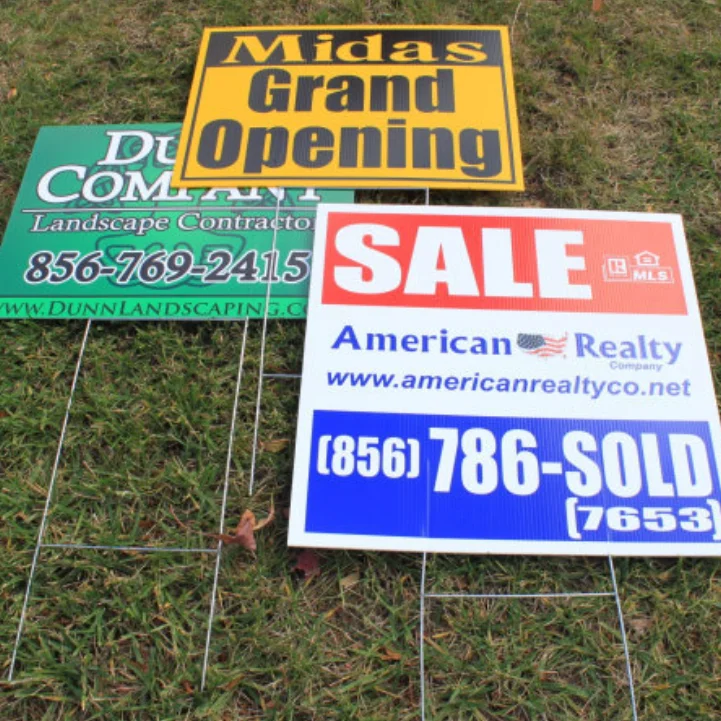 Midas
Grand
Opening
Landscape
856-769-2415
SALE
MLS
American Realty
Company
www.americanrealtyco.net
(856) 786-SOLD
(7653)